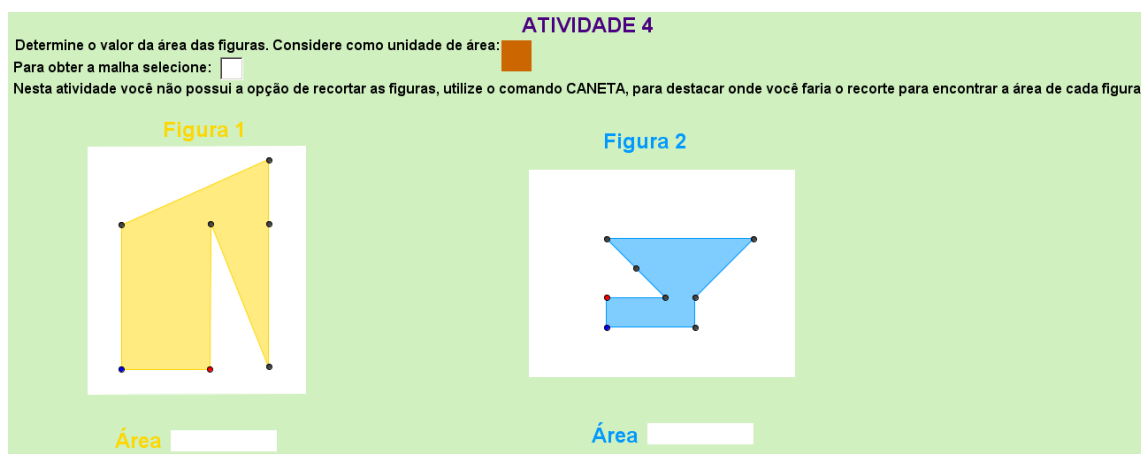 ATIVIDADE 4
Determine o valor da área das figuras. Considere como unidade de área:
Para obter a malha selecione:
Nesta atividade você não possui a opção de recortar as figuras, utilize o comando CANETA, para destacar onde você faria o recorte para encontrar a área de cada figura
Figura 1
Figura 2
Área
Área